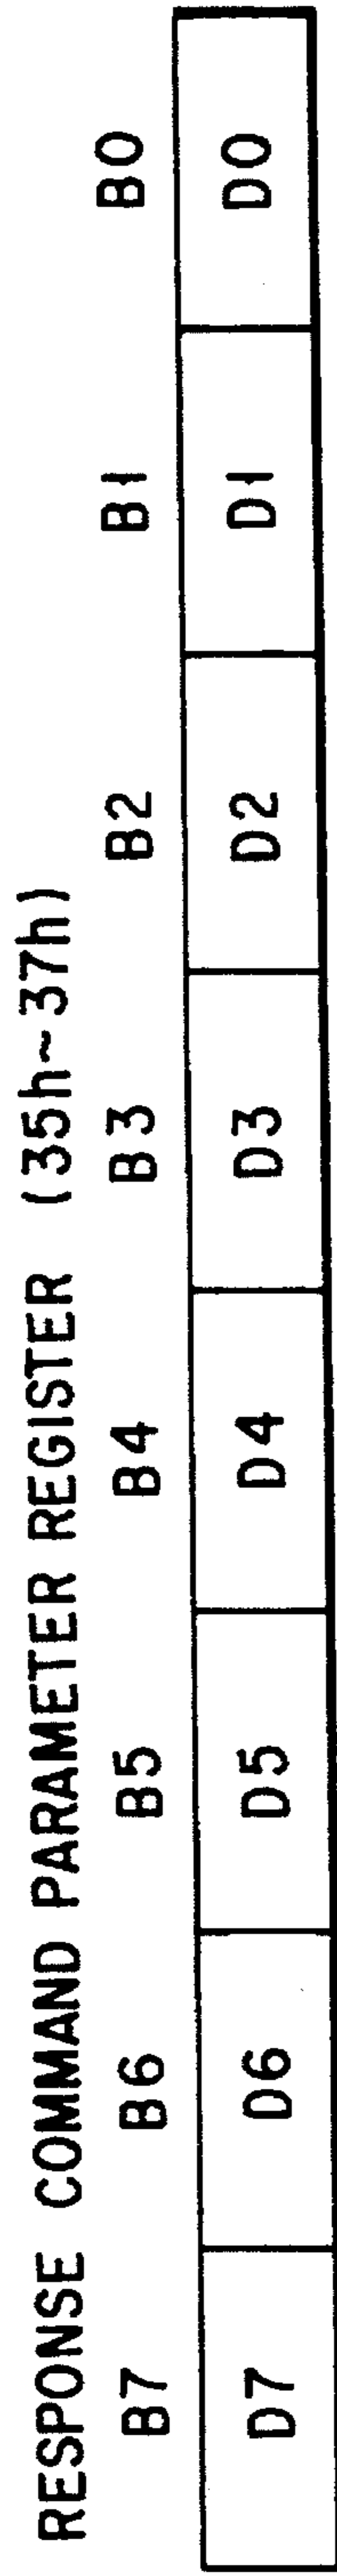 RESPONSE COMMAND PARAMETER REGISTER (35h~37h)
B7 B6 B5 B4 B3 B2 B1 B0
D7 D6 D5 D4 D3 D2 D1 D0